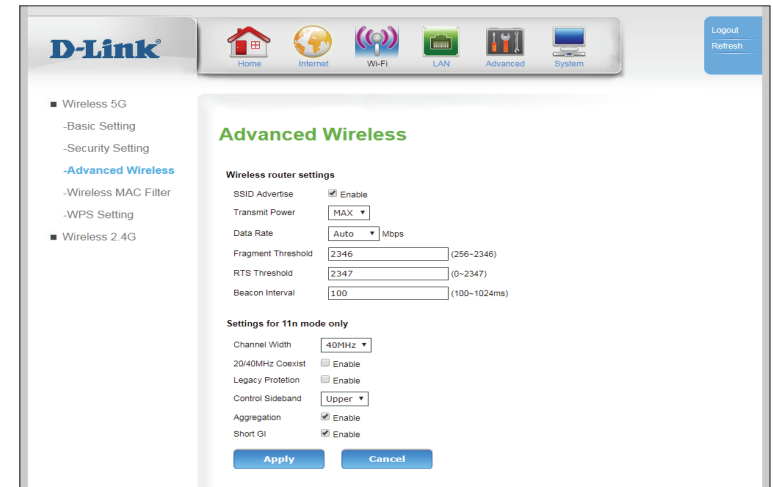 D-Link
Home Internet Wi-Fi LAN Advanced System
Logout
Refresh
Wireless 5G
-Basic Setting
-Security Setting
-Advanced Wireless
-Wireless MAC Filter
-WPS Setting
Wireless 2.4G
Advanced Wireless
Wireless router settings
SSID Advertise Enable
Transmit Power MAX
Data Rate Auto Mbps
Fragment Threshold 2346 (256~2346)
RTS Threshold 2347 (0~2347)
Beacon Interval 100 (100~1024ms)
Settings for 11n mode only
Channel Width 40MHz
20/40MHz Coexist Enable
Legacy Protetion Enable
Control Sideband Upper
Aggregation Enable
Short GI Enable
Apply Cancel